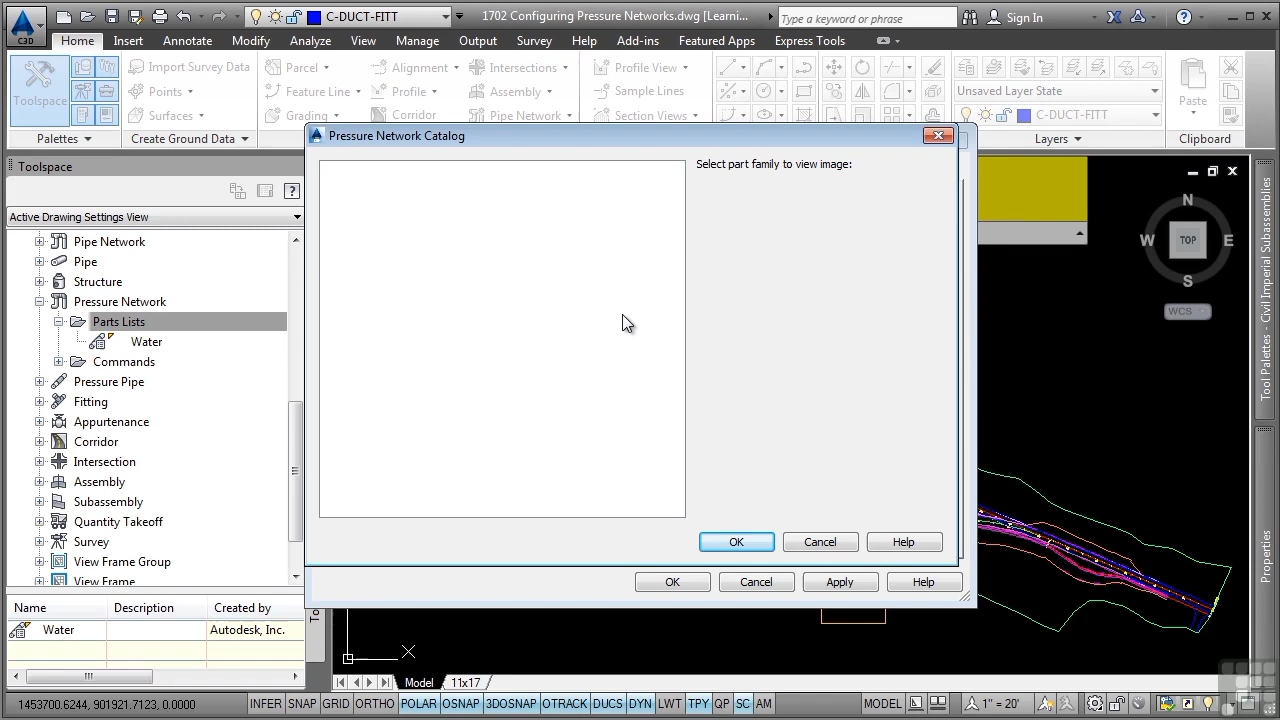 C-DUCT-FITT
1702 Configuring Pressure Networks.dwg [Learni...
Type a keyword or phrase
Sign In
C3D
Home Insert Annotate Modify Analyze View Manage Output Survey Help Add-ins Featured Apps Express Tools
Toolspace
Import Survey Data
Points
Surfaces
Parcel
Feature Line
Grading
Alignment
Profile
Corridor
Intersections
Assembly
Pipe Network
Profile View
Sample Lines
Section Views
Unsaved Layer State
C-DUCT-FITT
Paste
Palettes
Create Ground Data
Layers
Clipboard
Toolspace
Active Drawing Settings View
Pipe Network
Pipe
Structure
Pressure Network
Parts Lists
Water
Commands
Pressure Pipe
Fitting
Appurtenance
Corridor
Intersection
Assembly
Subassembly
Quantity Takeoff
Survey
View Frame Group
View Frame
Name Description Created by
Water Autodesk, Inc.
Pressure Network Catalog
Select part family to view image:
OK Cancel Help
OK Cancel Apply Help
N
W TOP E
S
WCS
Tool Palettes - Civil Imperial Subassemblies
Properties
To
Model 11x17
1453700.6244, 901921.7123, 0.0000
INFER SNAP GRID ORTHO POLAR OSNAP 3DOSNAP OTRACK DUCS DYN LWT TPY QP SC AM
MODEL
1" = 20'